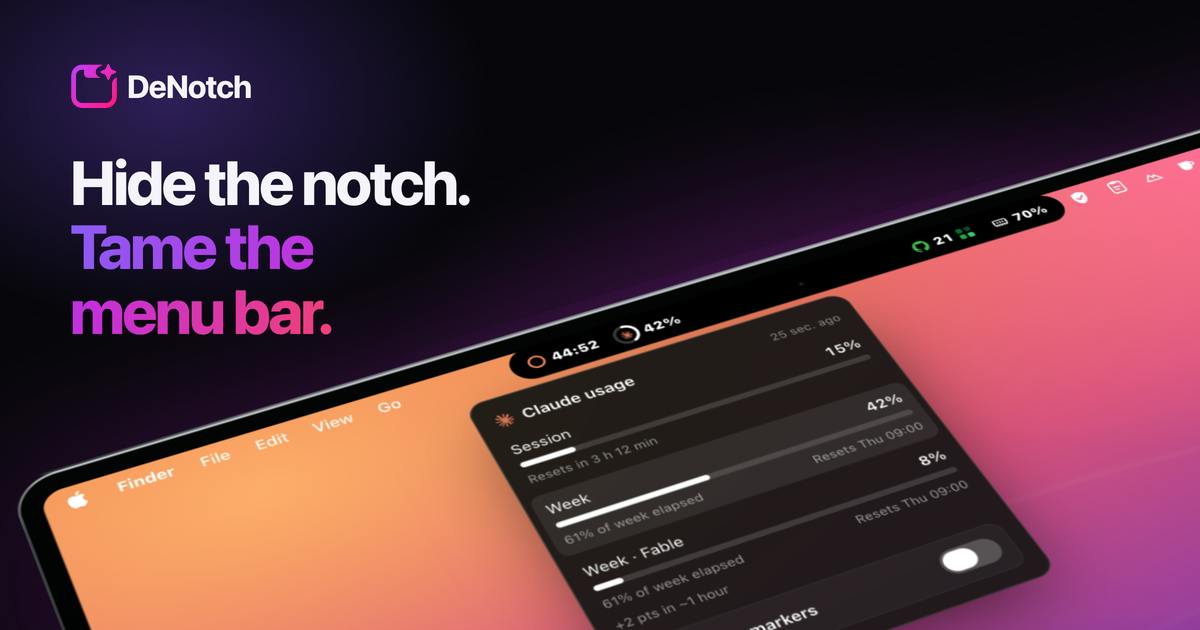 DeNotch
Hide the notch.
Tame the
menu bar.
Finder File Edit View Go
44:52 42%
21 70%
Claude usage 25 sec. ago
Session 15%
Resets in 3 h 12 min
Week 42%
61% of week elapsed Resets Thu 09:00
Week · Fable 8%
61% of week elapsed Resets Thu 09:00
+2 pts in ~1 hour
markers